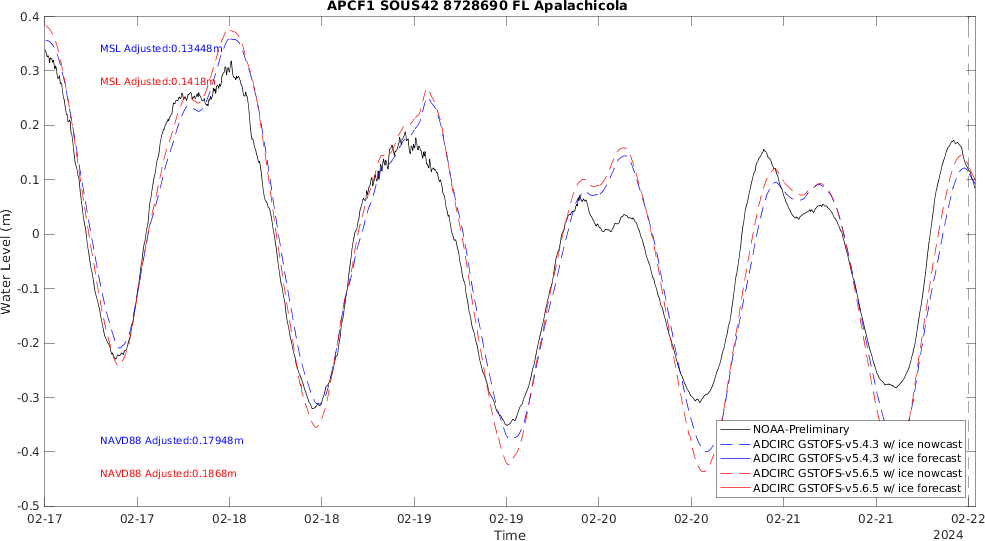 APCF1 SOUS42 8728690 FL Apalachicola
0.4
0.3
0.2
0.1
0
-0.1
-0.2
-0.3
-0.4
-0.5
Water Level (m)
MSL Adjusted:0.13448m
MSL Adjusted:0.1418m
NAVD88 Adjusted:0.17948m
NAVD88 Adjusted:0.1868m
NOAA-Preliminary
ADCIRC GSTOFS-v5.4.3 w/ ice nowcast
ADCIRC GSTOFS-v5.4.3 w/ ice forecast
ADCIRC GSTOFS-v5.6.5 w/ ice nowcast
ADCIRC GSTOFS-v5.6.5 w/ ice forecast
02-17 02-17 02-18 02-18 02-19 02-19 02-20 02-20 02-21 02-21 02-22
2024
Time